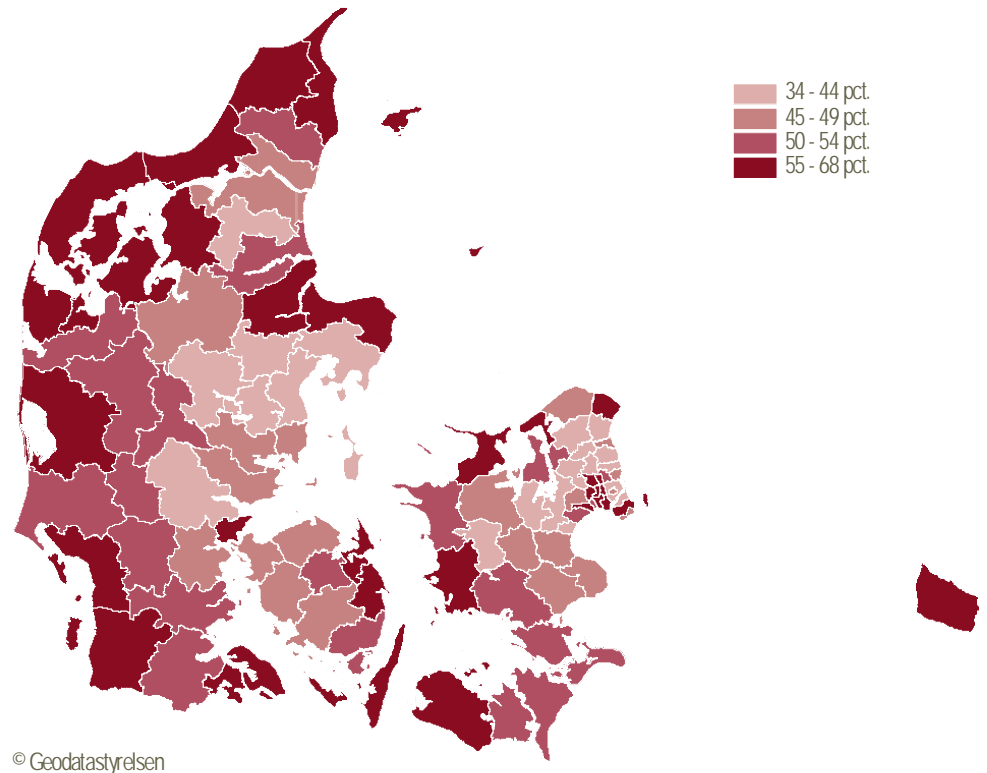 34 - 44 pct.
45 - 49 pct.
50 - 54 pct.
55 - 68 pct.
© Geodatastyrelsen